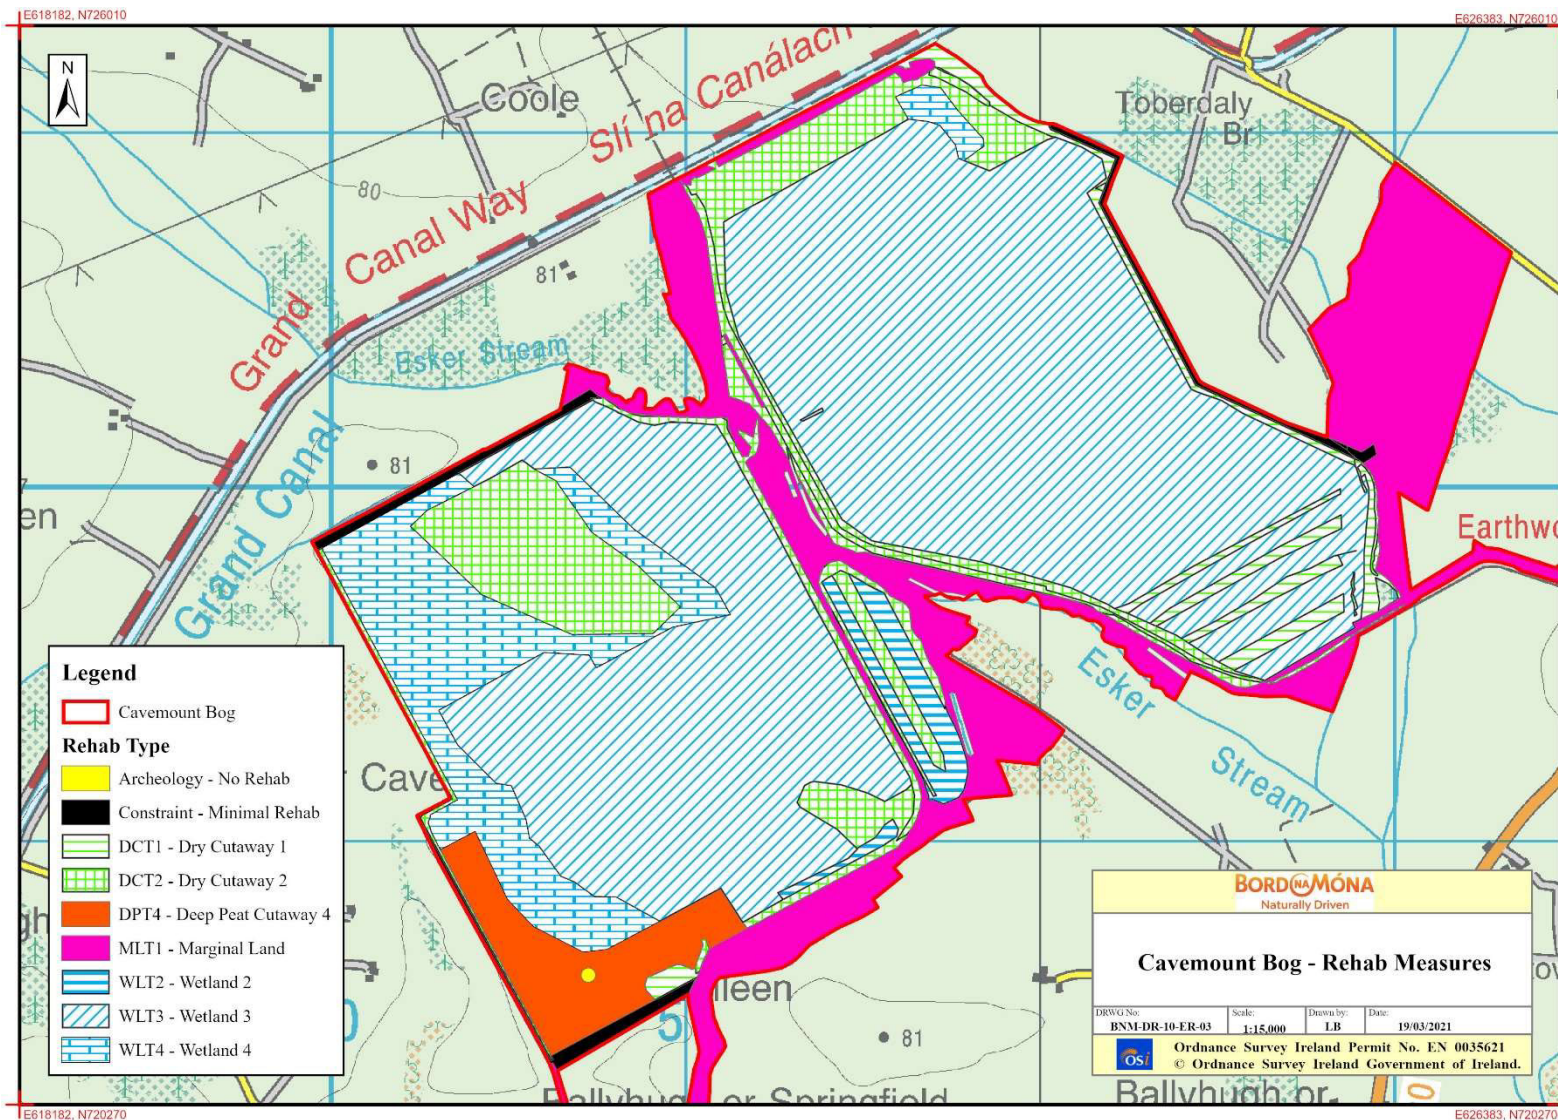 E618182, N726010
E626383, N726010
N
Coole
Slí na Canálach
Toberdaly
Br
80
Canal Way
81
Grand
Esker Stream
81
Grand Canal
en
Earthwo
Esker
Stream
Legend
Cavemount Bog
Rehab Type
Archeology - No Rehab
Constraint - Minimal Rehab
DCT1 - Dry Cutaway 1
DCT2 - Dry Cutaway 2
DPT4 - Deep Peat Cutaway 4
MLT1 - Marginal Land
WLT2 - Wetland 2
WLT3 - Wetland 3
WLT4 - Wetland 4
Cave
lleen
0
5
81
BORD NA MÓNA
Naturally Driven
Cavemount Bog - Rehab Measures
DRWG No: Scale: Drawn by: Date:
BNM-DR-10-ER-03 1:15,000 LB 19/03/2021
OSi
Ordnance Survey Ireland Permit No. EN 0035621
© Ordnance Survey Ireland Government of Ireland.
Ballyhugh or Springfield
Ballyhugh or
0
E618182, N720270
E626383, N720270